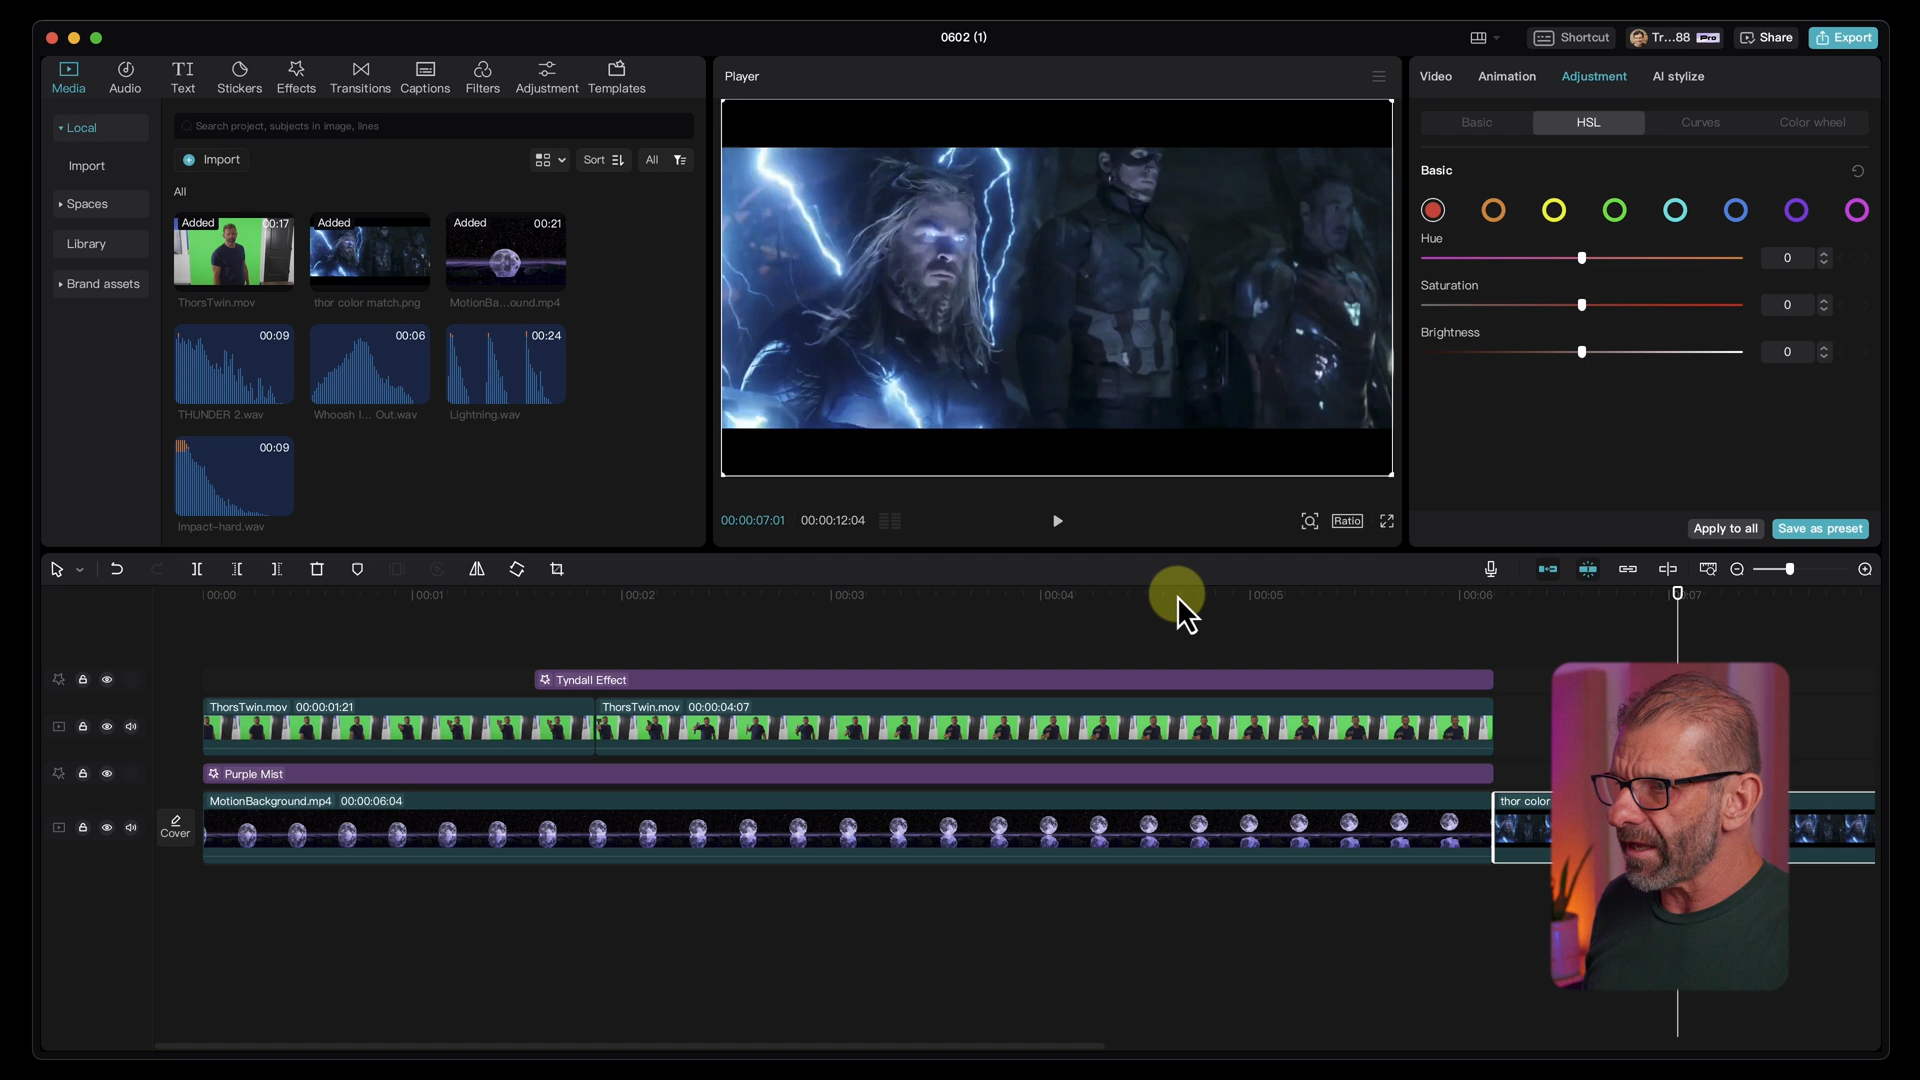 0602 (1)
Shortcut
Tr...88 Pro
Share
Export
Media
Audio
Text
Stickers
Effects
Transitions
Captions
Filters
Adjustment
Templates
Player
Video
Animation
Adjustment
AI stylize
Local
Import
Spaces
Library
Brand assets
Search project, subjects in image, lines
Import
Sort
All
All
Added 00:17
ThorsTwin.mov
Added
thor color match.png
Added 00:21
MotionBa...ound.mp4
00:09
THUNDER 2.wav
00:06
Whoosh I... Out.wav
00:24
Lightning.wav
00:09
Impact-hard.wav
00:00:07:01 00:00:12:04
Ratio
Basic
HSL
Curves
Color wheel
Basic
Hue
0
Saturation
0
Brightness
0
Apply to all
Save as preset
00:00
00:01
00:02
00:03
00:04
00:05
00:06
Tyndall Effect
ThorsTwin.mov 00:00:01:21
ThorsTwin.mov 00:00:04:07
Purple Mist
Cover
MotionBackground.mp4 00:00:06:04
thor color